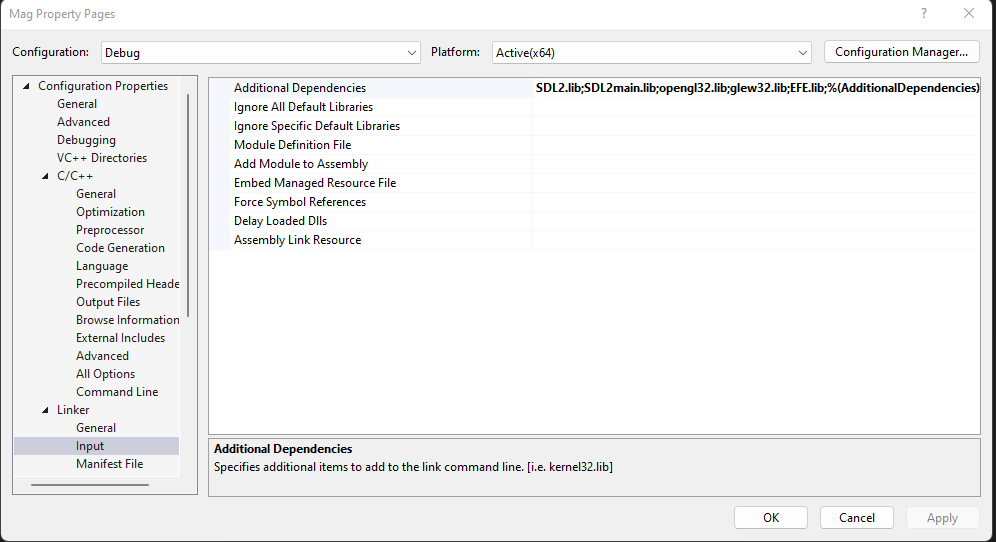 Mag Property Pages
?
Configuration: Debug Platform: Active(x64) Configuration Manager...
Configuration Properties
General
Advanced
Debugging
VC++ Directories
C/C++
General
Optimization
Preprocessor
Code Generation
Language
Precompiled Heade
Output Files
Browse Information
External Includes
Advanced
All Options
Command Line
Linker
General
Input
Manifest File
Additional Dependencies SDL2.lib;SDL2main.lib;opengl32.lib;glew32.lib;EFE.lib;%(AdditionalDependencies)
Ignore All Default Libraries
Ignore Specific Default Libraries
Module Definition File
Add Module to Assembly
Embed Managed Resource File
Force Symbol References
Delay Loaded Dlls
Assembly Link Resource
Additional Dependencies
Specifies additional items to add to the link command line. [i.e. kernel32.lib]
OK Cancel Apply